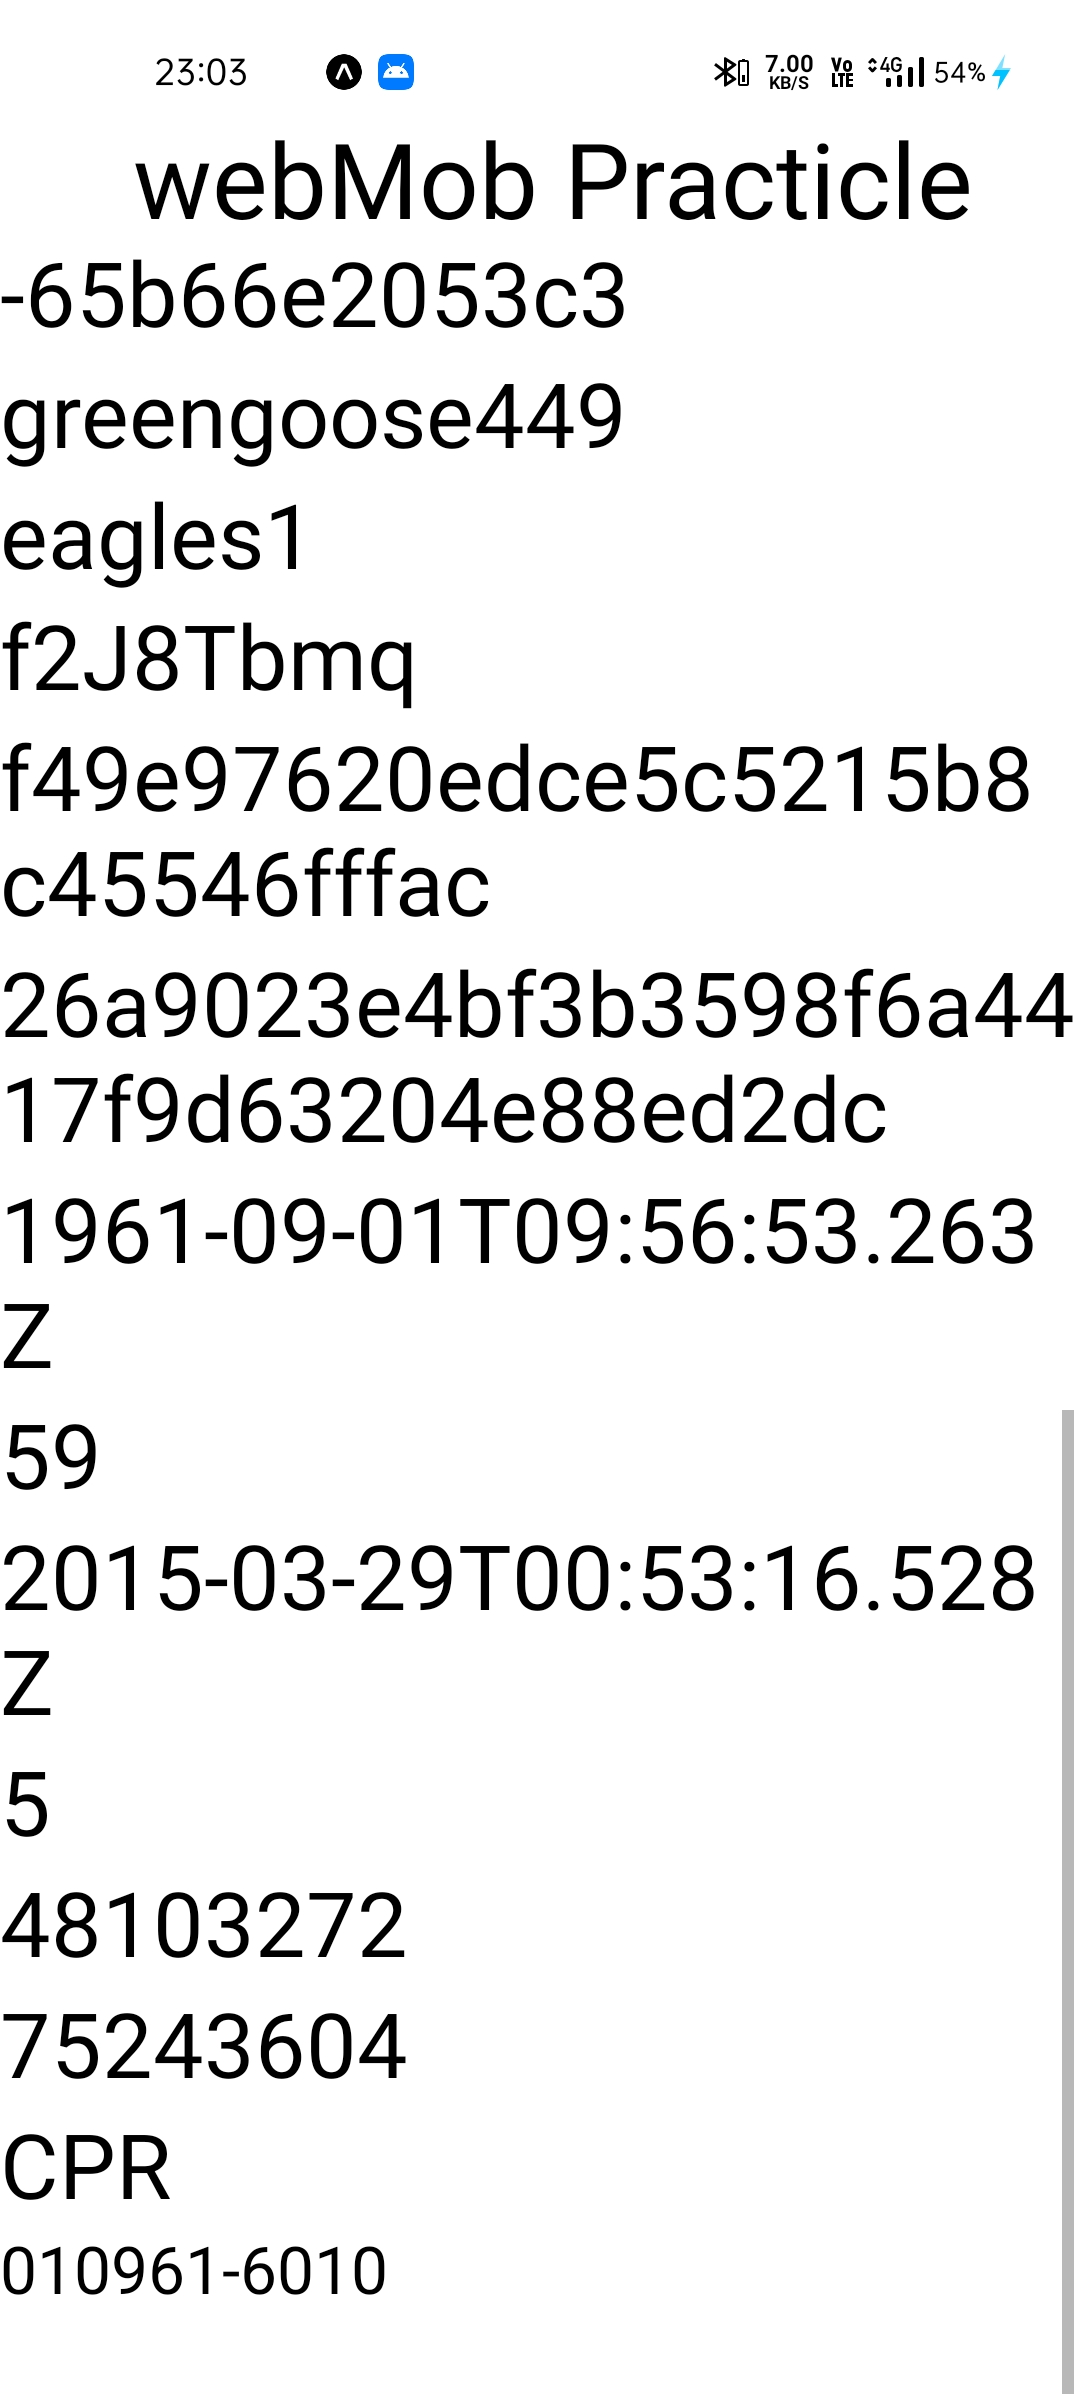 23:03 7.00 KB/S Vo LTE 4G 54%
webMob Practicle
-65b66e2053c3
greengoose449
eagles1
f2J8Tbmq
f49e97620edce5c5215b8
c45546fffac
26a9023e4bf3b3598f6a44
17f9d63204e88ed2dc
1961-09-01T09:56:53.263
Z
59
2015-03-29T00:53:16.528
Z
5
48103272
75243604
CPR
010961-6010